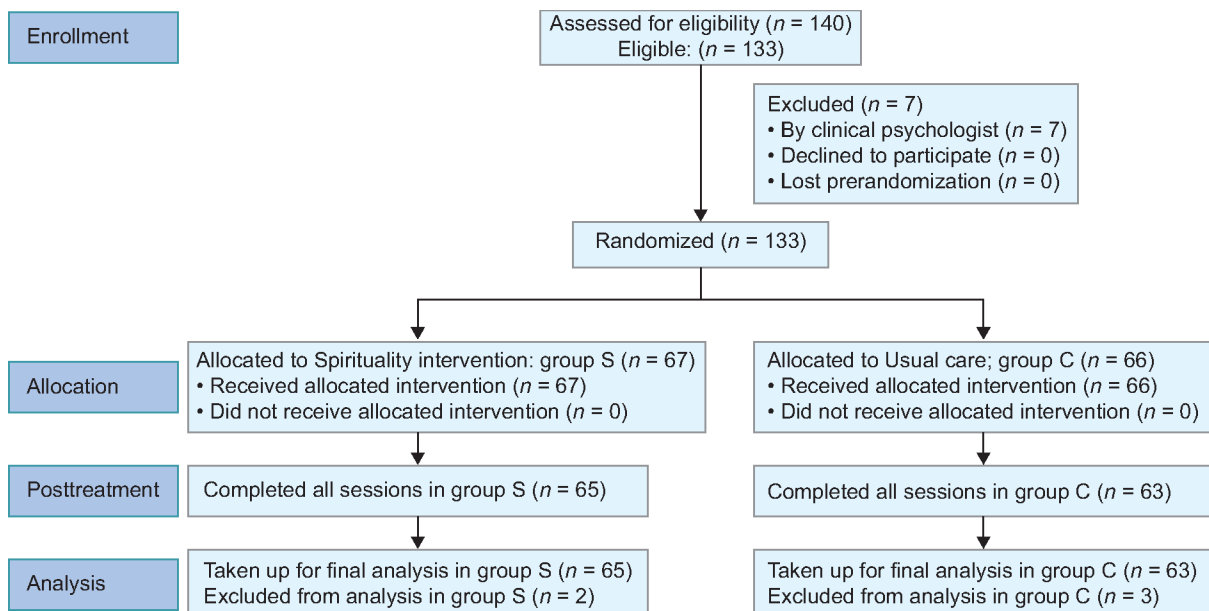 Enrollment
Assessed for eligibility (n = 140)
Eligible: (n = 133)
Excluded (n = 7)
• By clinical psychologist (n = 7)
• Declined to participate (n = 0)
• Lost prerandomization (n = 0)
Randomized (n = 133)
Allocation
Allocated to Spirituality intervention: group S (n = 67)
• Received allocated intervention (n = 67)
• Did not receive allocated intervention (n = 0)
Allocated to Usual care; group C (n = 66)
• Received allocated intervention (n = 66)
• Did not receive allocated intervention (n = 0)
Posttreatment
Completed all sessions in group S (n = 65)
Completed all sessions in group C (n = 63)
Analysis
Taken up for final analysis in group S (n = 65)
Excluded from analysis in group S (n = 2)
Taken up for final analysis in group C (n = 63)
Excluded from analysis in group C (n = 3)